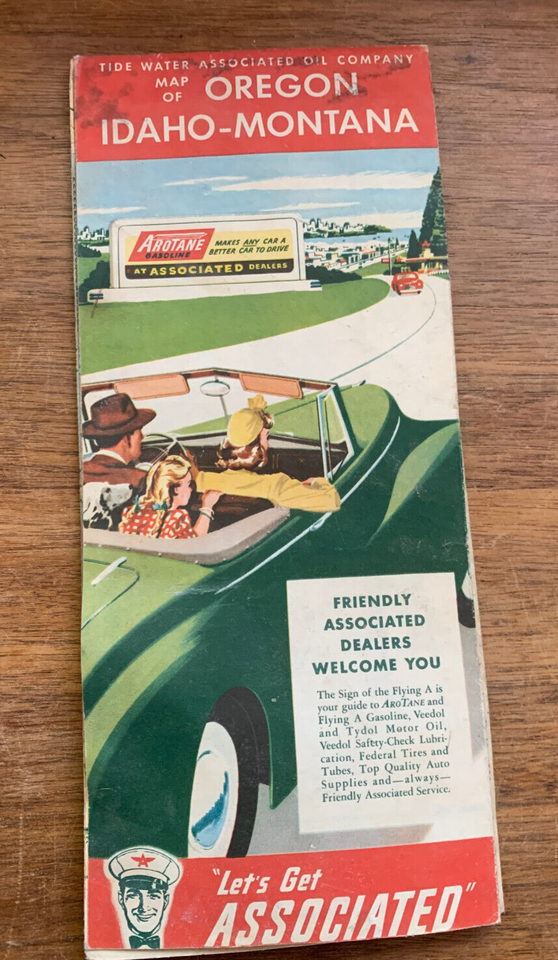 TIDE WATER ASSOCIATED OIL COMPANY
MAP OF OREGON
IDAHO-MONTANA
AROTANE
GASOLINE
MAKES ANY CAR A
BETTER CAR TO DRIVE
AT ASSOCIATED DEALERS
FRIENDLY
ASSOCIATED
DEALERS
WELCOME YOU
The Sign of the Flying A is
your guide to AROTANE and
Flying A Gasoline, Veedol
and Tydol Motor Oil,
Veedol Safety-Check Lubri-
cation, Federal Tires and
Tubes, Top Quality Auto
Supplies and—always—
Friendly Associated Service.
"Let's Get
ASSOCIATED"